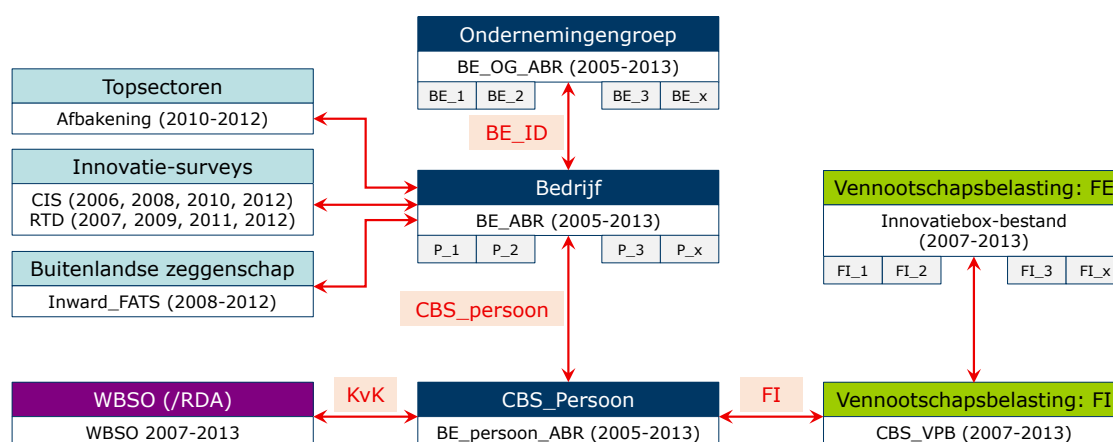 Ondernemingengroep
BE_OG_ABR (2005-2013)
BE_1 BE_2 BE_3 BE_x
Topsectoren
Afbakening (2010-2012)
BE_ID
Innovatie-surveys
CIS (2006, 2008, 2010, 2012)
RTD (2007, 2009, 2011, 2012)
Bedrijf
BE_ABR (2005-2013)
P_1 P_2 P_3 P_x
Vennootschapsbelasting: FE
Innovatiebox-bestand
(2007-2013)
FI_1 FI_2 FI_3 FI_x
Buitenlandse zeggenschap
Inward_FATS (2008-2012)
CBS_persoon
WBSO (/RDA)
WBSO 2007-2013
KvK
CBS_Persoon
BE_persoon_ABR (2005-2013)
FI
Vennootschapsbelasting: FI
CBS_VPB (2007-2013)